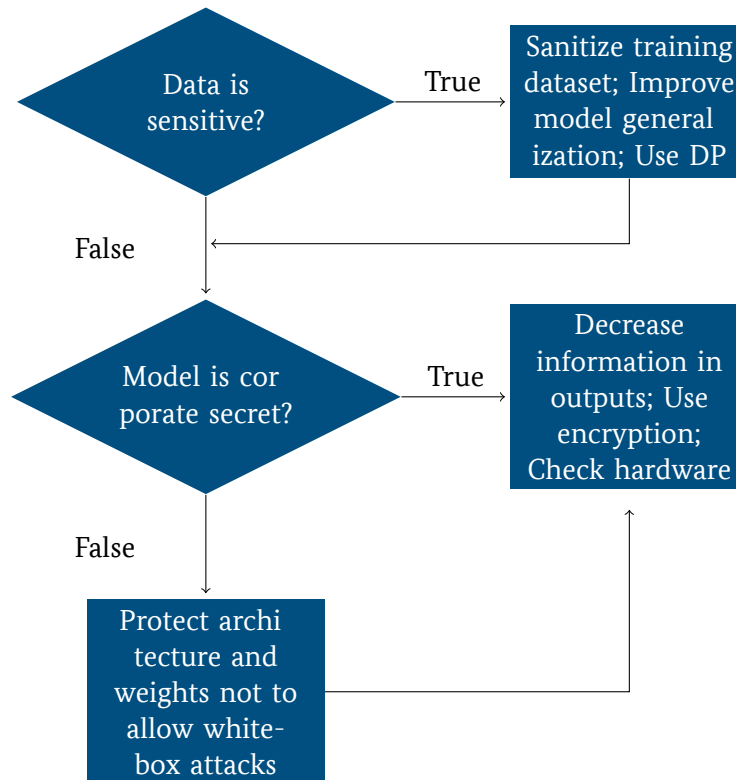 Data is
sensitive?
True
Sanitize training
dataset; Improve
model general
ization; Use DP
False
Model is cor
porate secret?
True
Decrease
information in
outputs; Use
encryption;
Check hardware
False
Protect archi
tecture and
weights not to
allow white-
box attacks